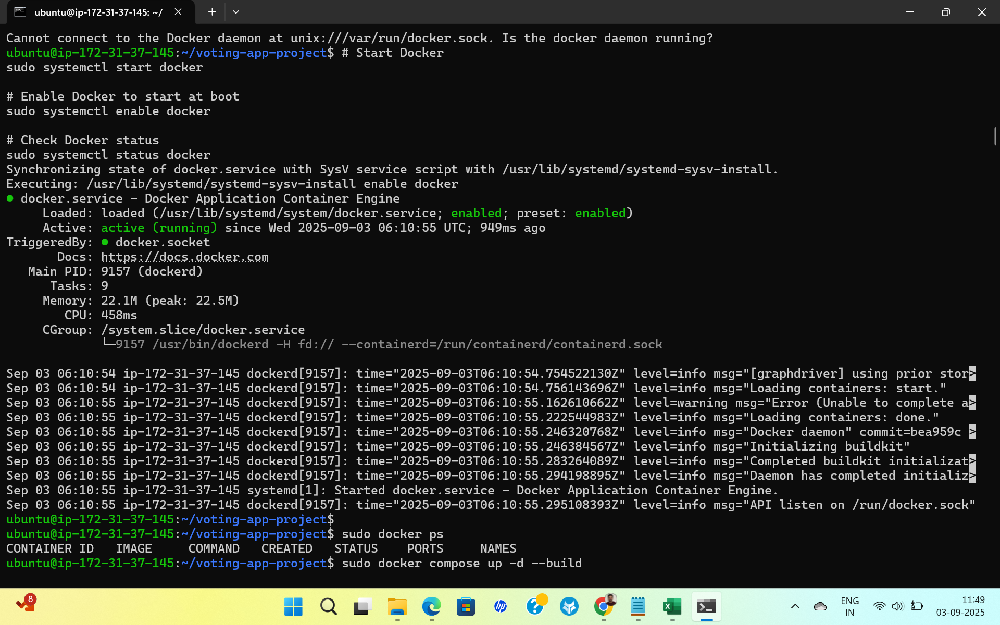 ubuntu@ip-172-31-37-145: ~/
Cannot connect to the Docker daemon at unix:///var/run/docker.sock. Is the docker daemon running?
ubuntu@ip-172-31-37-145:~/voting-app-project$ # Start Docker
sudo systemctl start docker
# Enable Docker to start at boot
sudo systemctl enable docker
# Check Docker status
sudo systemctl status docker
Synchronizing state of docker.service with SysV service script with /usr/lib/systemd/systemd-sysv-install.
Executing: /usr/lib/systemd/systemd-sysv-install enable docker
● docker.service - Docker Application Container Engine
Loaded: loaded (/usr/lib/systemd/system/docker.service; enabled; preset: enabled)
Active: active (running) since Wed 2025-09-03 06:10:55 UTC; 949ms ago
TriggeredBy: ● docker.socket
Docs: https://docs.docker.com
Main PID: 9157 (dockerd)
Tasks: 9
Memory: 22.1M (peak: 22.5M)
CPU: 458ms
CGroup: /system.slice/docker.service
└─9157 /usr/bin/dockerd -H fd:// --containerd=/run/containerd/containerd.sock
Sep 03 06:10:54 ip-172-31-37-145 dockerd[9157]: time="2025-09-03T06:10:54.754522130Z" level=info msg="[graphdriver] using prior stor>
Sep 03 06:10:54 ip-172-31-37-145 dockerd[9157]: time="2025-09-03T06:10:54.756143696Z" level=info msg="Loading containers: start."
Sep 03 06:10:55 ip-172-31-37-145 dockerd[9157]: time="2025-09-03T06:10:55.162610662Z" level=warning msg="Error (Unable to complete a>
Sep 03 06:10:55 ip-172-31-37-145 dockerd[9157]: time="2025-09-03T06:10:55.222544983Z" level=info msg="Loading containers: done."
Sep 03 06:10:55 ip-172-31-37-145 dockerd[9157]: time="2025-09-03T06:10:55.246320768Z" level=info msg="Docker daemon" commit=bea959c >
Sep 03 06:10:55 ip-172-31-37-145 dockerd[9157]: time="2025-09-03T06:10:55.246384567Z" level=info msg="Initializing buildkit"
Sep 03 06:10:55 ip-172-31-37-145 dockerd[9157]: time="2025-09-03T06:10:55.283264089Z" level=info msg="Completed buildkit initializat>
Sep 03 06:10:55 ip-172-31-37-145 dockerd[9157]: time="2025-09-03T06:10:55.294198895Z" level=info msg="Daemon has completed initializ>
Sep 03 06:10:55 ip-172-31-37-145 systemd[1]: Started docker.service - Docker Application Container Engine.
Sep 03 06:10:55 ip-172-31-37-145 dockerd[9157]: time="2025-09-03T06:10:55.295108393Z" level=info msg="API listen on /run/docker.sock"
ubuntu@ip-172-31-37-145:~/voting-app-project$
ubuntu@ip-172-31-37-145:~/voting-app-project$ sudo docker ps
CONTAINER ID IMAGE COMMAND CREATED STATUS PORTS NAMES
ubuntu@ip-172-31-37-145:~/voting-app-project$ sudo docker compose up -d --build
8
hp
ENG
IN
11:49
03-09-2025